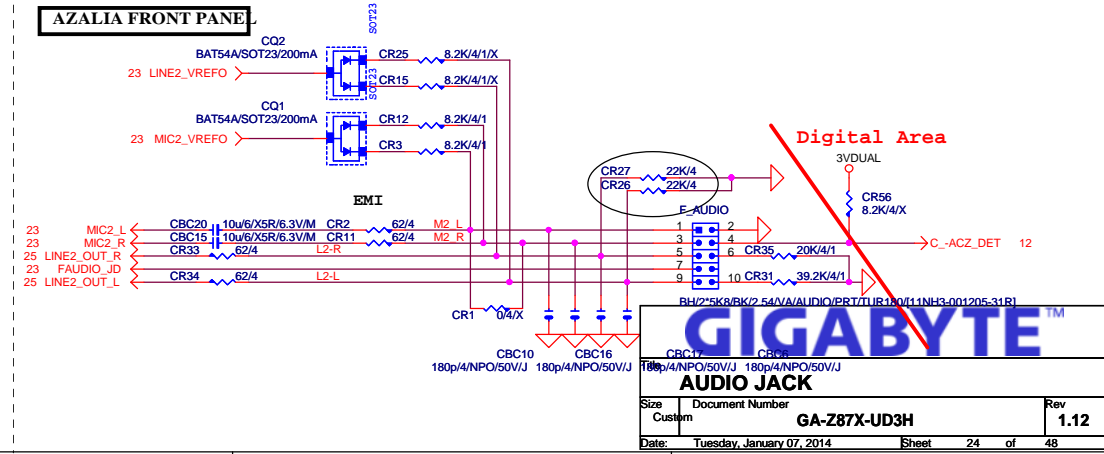 AZALIA FRONT PANEL
SOT23
CQ2
BAT54A/SOT23/200mA
CR25 8.2K/4/1/X
23 LINE2_VREFO
CR15 8.2K/4/1/X
SOT23
CQ1
BAT54A/SOT23/200mA
CR12 8.2K/4/1
23 MIC2_VREFO
CR3 8.2K/4/1
Digital Area
3VDUAL
CR27 22K/4
CR26 22K/4
CR56
8.2K/4/X
EMI
F_AUDIO
23 MIC2_L CBC20 10u/6/X5R/6.3V/M CR2 62/4 M2_L 1 2
23 MIC2_R CBC15 10u/6/X5R/6.3V/M CR11 62/4 M2_R 3 4 C_-ACZ_DET 12
25 LINE2_OUT_R CR33 62/4 L2-R 5 6 CR35 20K/4/1
23 FAUDIO_JD 7
25 LINE2_OUT_L CR34 62/4 L2-L 9 10 CR31 39.2K/4/1
BH/2*5K8/BK/2.54/VA/AUDIO/PRT/TUR180/[11NH3-001205-31R]
CR1 0/4/X
GIGABYTE™
CBC10 CBC16 CBC17 CBC6
180p/4/NPO/50V/J 180p/4/NPO/50V/J 180p/4/NPO/50V/J 180p/4/NPO/50V/J
Title
AUDIO JACK
Size Document Number Rev
Custom GA-Z87X-UD3H 1.12
Date: Tuesday, January 07, 2014 Sheet 24 of 48